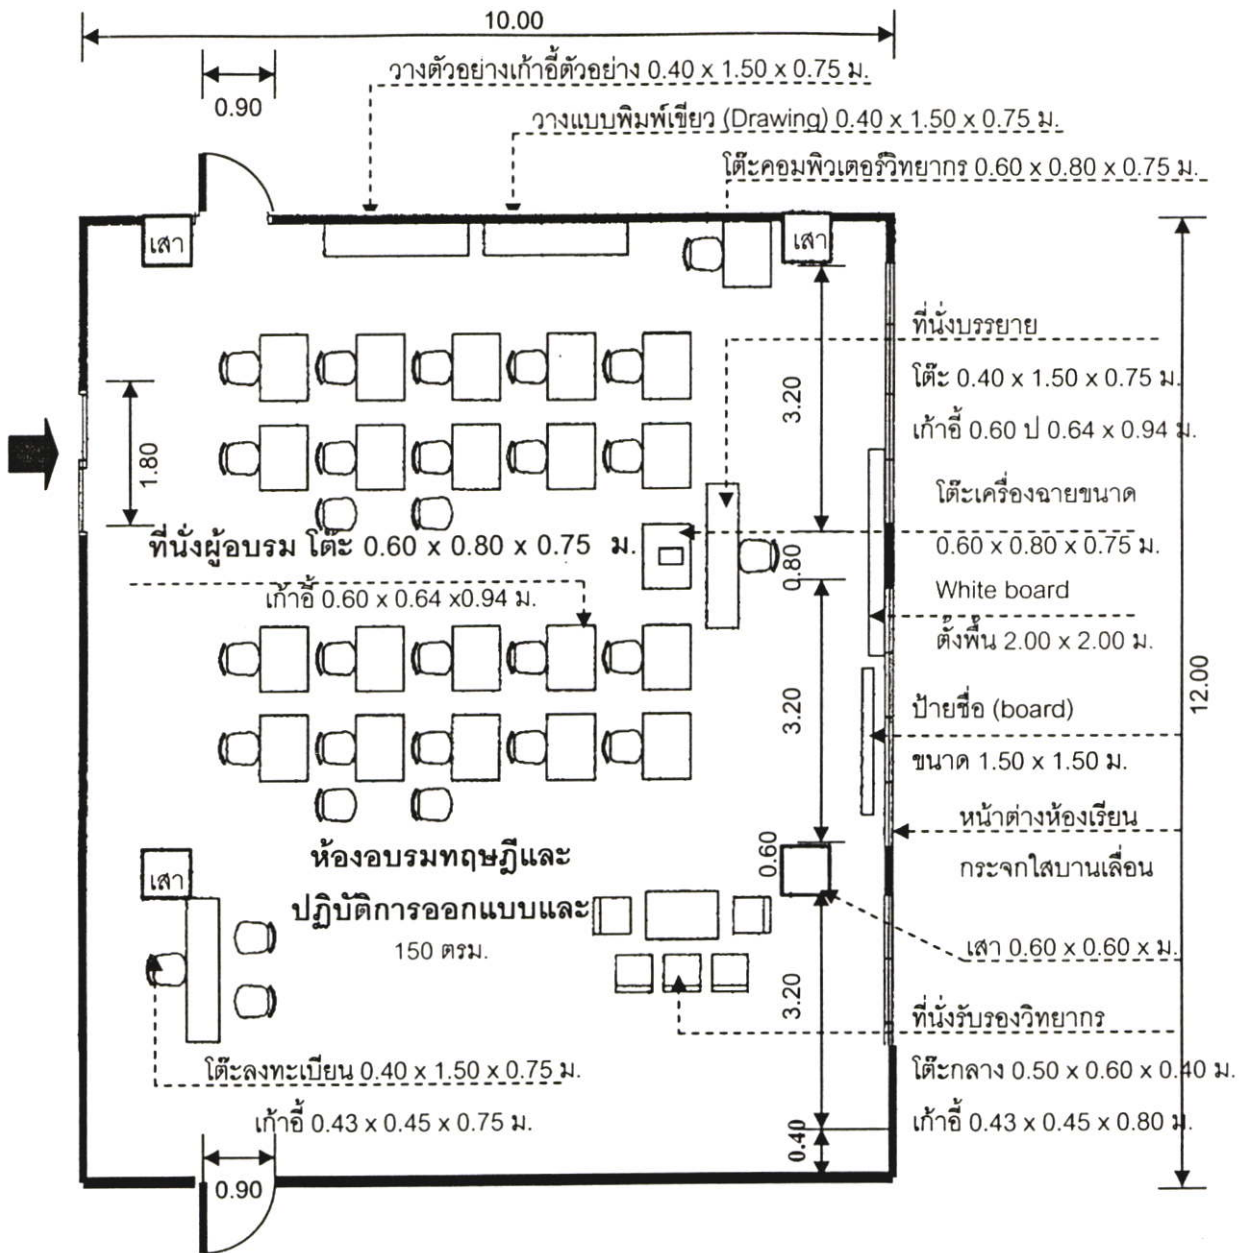 10.00
วางตัวอย่างเก้าอี้ตัวอย่าง 0.40 x 1.50 x 0.75 ม.
0.90
วางแบบพิมพ์เขียว (Drawing) 0.40 x 1.50 x 0.75 ม.
โต๊ะคอมพิวเตอร์วิทยากร 0.60 x 0.80 x 0.75 ม.
เสา
เสา
ที่นั่งบรรยาย
3.20
โต๊ะ 0.40 x 1.50 x 0.75 ม.
เก้าอี้ 0.60 ป 0.64 x 0.94 ม.
1.80
โต๊ะเครื่องฉายขนาด
ที่นั่งผู้อบรม โต๊ะ 0.60 x 0.80 x 0.75 ม.
0.80
0.60 x 0.80 x 0.75 ม.
เก้าอี้ 0.60 x 0.64 x0.94 ม.
White board
ตั้งพื้น 2.00 x 2.00 ม.
12.00
3.20
ป้ายชื่อ (board)
ขนาด 1.50 x 1.50 ม.
หน้าต่างห้องเรียน
ห้องอบรมทฤษฎีและ
0.60
กระจกใสบานเลื่อน
เสา
ปฏิบัติการออกแบบและ
150 ตรม.
เสา 0.60 x 0.60 x ม.
3.20
ที่นั่งรับรองวิทยากร
โต๊ะลงทะเบียน 0.40 x 1.50 x 0.75 ม.
โต๊ะกลาง 0.50 x 0.60 x 0.40 ม.
เก้าอี้ 0.43 x 0.45 x 0.75 ม.
เก้าอี้ 0.43 x 0.45 x 0.80 ม.
0.40
0.90